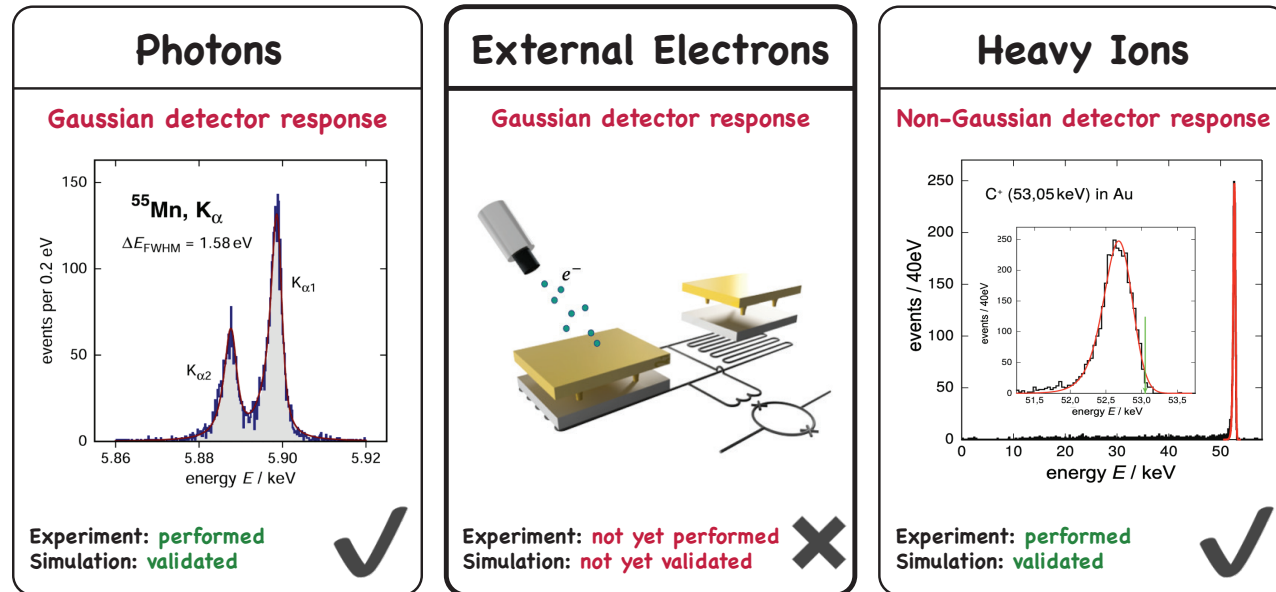 Photons
Gaussian detector response
150
100
50
0
events per 0.2 eV
⁵⁵Mn, Kα
ΔE_FWHM = 1.58 eV
Kα1
Kα2
5.86 5.88 5.90 5.92
energy E / keV
Experiment: performed
Simulation: validated
External Electrons
Gaussian detector response
e⁻
Experiment: not yet performed
Simulation: not yet validated
Heavy Ions
Non-Gaussian detector response
250
200
150
100
50
0
events / 40eV
C⁺ (53,05 keV) in Au
250
200
150
100
50
0
events / 40eV
51,5 52,0 52,5 53,0 53,5
energy E / keV
0 10 20 30 40 50
energy E / keV
Experiment: performed
Simulation: validated